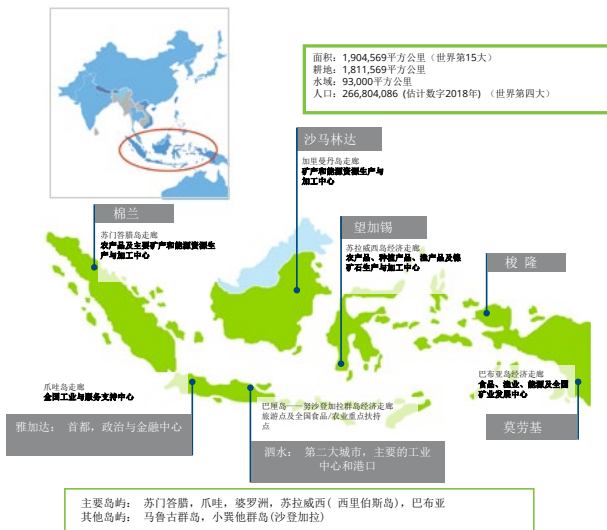 面积：1,904,569平方公里（世界第15大）
耕地：1,811,569平方公里
水域：93,000平方公里
人口：266,804,086 (估计数字2018年) （世界第四大）
沙马林达
加里曼丹岛走廊
矿产和能源资源生产与
加工中心
棉兰
苏门答腊岛走廊
农产品及主要矿产和能源资源生
产与加工中心
望加锡
苏拉威西岛经济走廊
农产品、种植产品、渔产品及镍
矿石生产与加工中心
梭 隆
爪哇岛走廊
全国工业与服务支持中心
巴布亚岛经济走廊
食品、渔业、能源及全国
矿业发展中心
雅加达： 首都，政治与金融中心
巴厘岛——努沙登加拉群岛经济走廊
旅游点及全国食品/农业重点扶持
点
莫劳基
泗水： 第二大城市，主要的工业
中心和港口
主要岛屿： 苏门答腊，爪哇，婆罗洲，苏拉威西( 西里伯斯岛)，巴布亚
其他岛屿： 马鲁古群岛，小巽他群岛(沙登加拉)